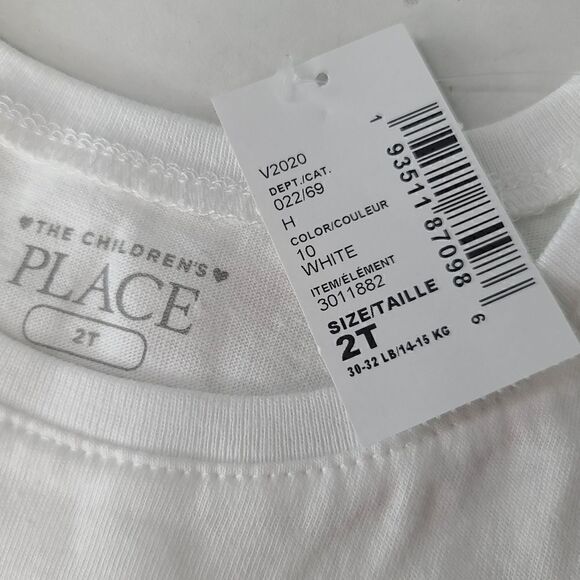 ♥THE CHILDREN'S♥
PLACE
2T
V2020
DEPT./CAT.
022/69
H
COLOR/COULEUR
10
WHITE
ITEM/ÉLÉMENT
3011882
SIZE/TAILLE
2T
30-32 LB/14-15 KG
1 93511 87098 6